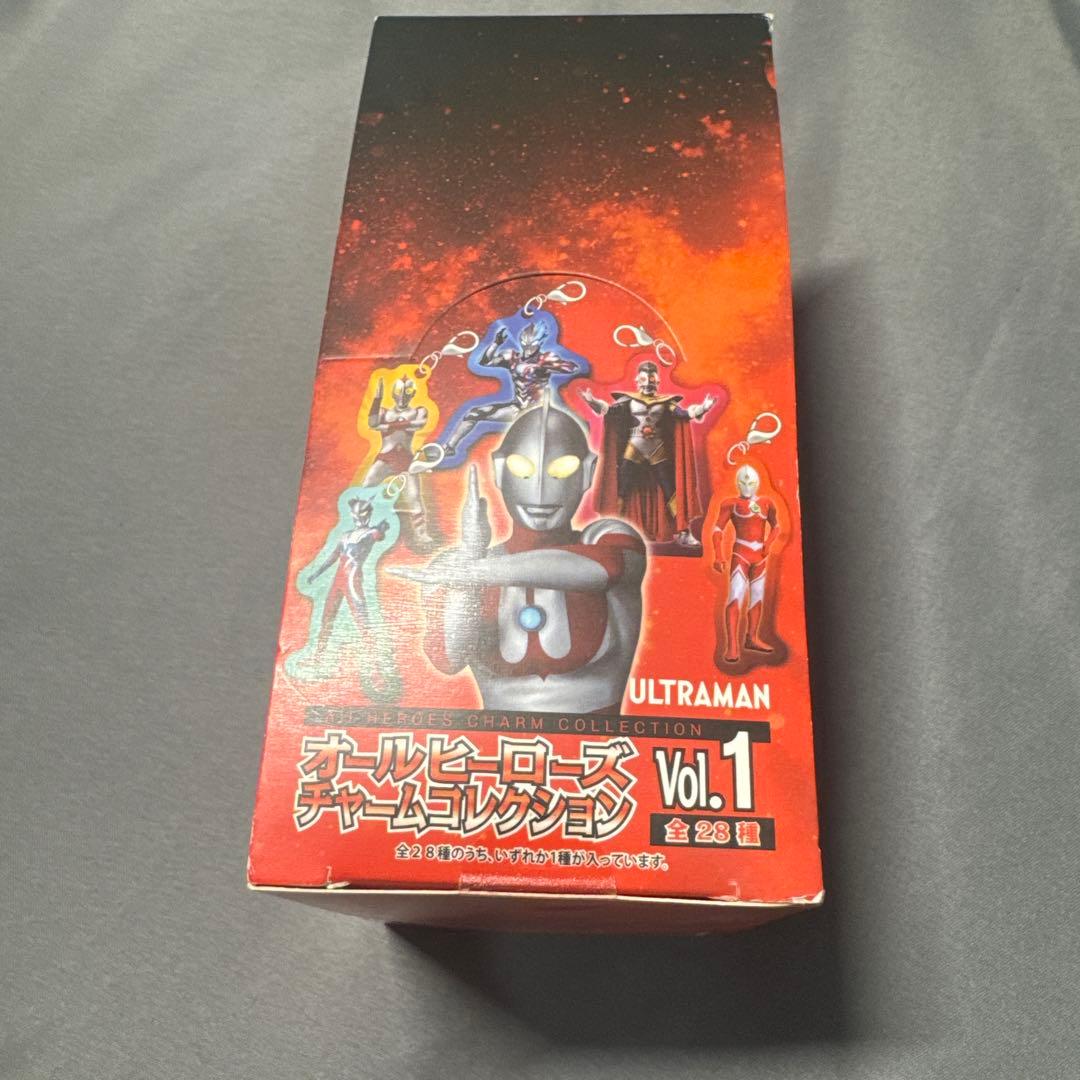 ULTRAMAN
ALL HEROES CHARM COLLECTION
オールヒーローズ
チャームコレクション
Vol.1
全28種
全28種のうち、いずれか1種が入っています。